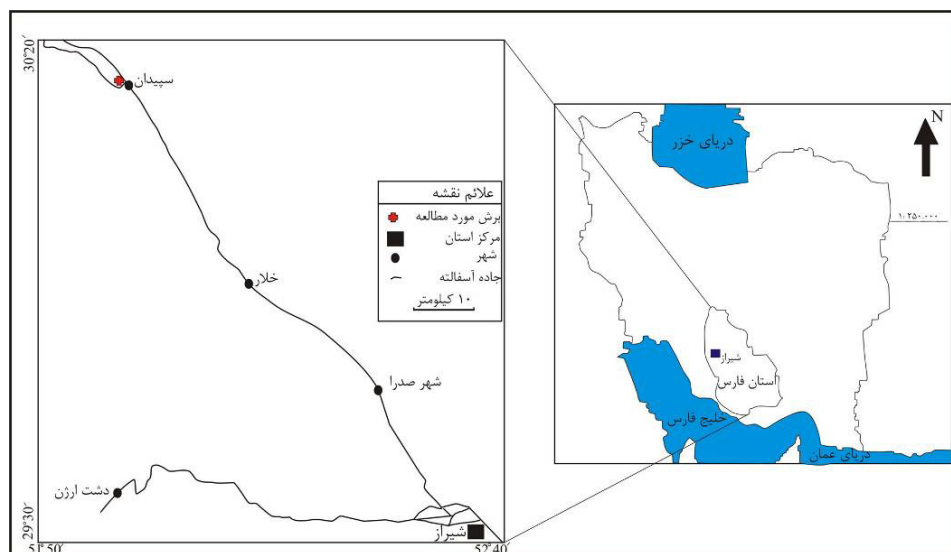 30°20'
سپیدان
علائم نقشه
برش مورد مطالعه
مرکز استان
شهر
جاده آسفالته
۱۰ کیلومتر
خلار
شهر صدرا
دشت ارژن
شیراز
29°30'
51°50'
52°40'
N
دریای خزر
۱:۲۵۰,۰۰۰
شیراز
استان فارس
خلیج فارس
دریای عمان